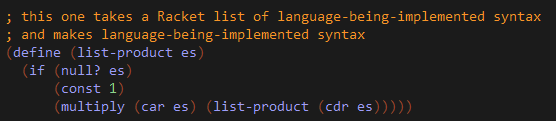 ; this one takes a Racket list of language-being-implemented syntax
; and makes language-being-implemented syntax
(define (list-product es)
  (if (null? es)
      (const 1)
      (multiply (car es) (list-product (cdr es)))))